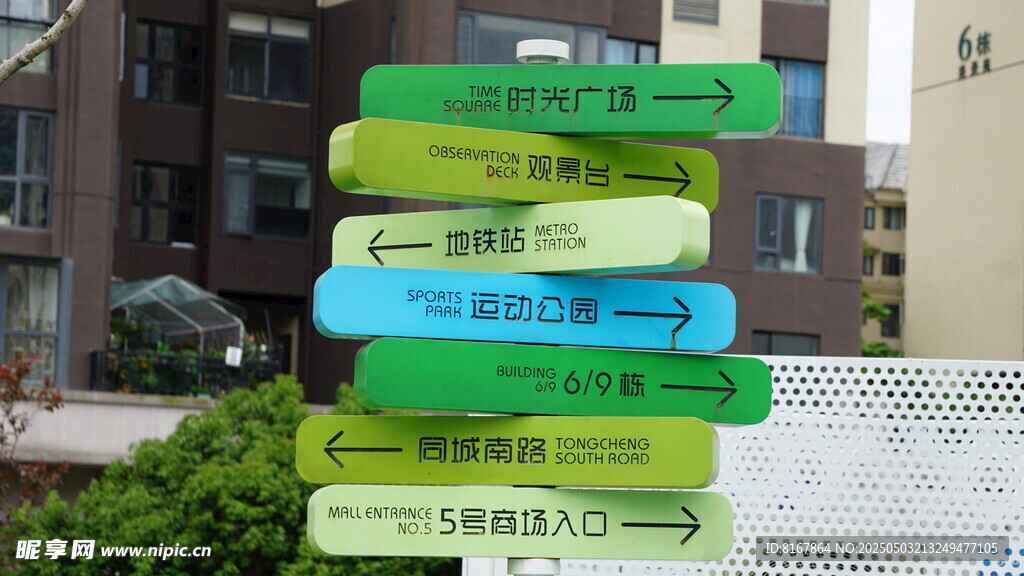 TIME
SQUARE 时光广场
OBSERVATION
DECK 观景台
地铁站 METRO
STATION
SPORTS
PARK 运动公园
BUILDING
6/9 6/9 栋
同城南路 TONGCHENG
SOUTH ROAD
MALL ENTRANCE
NO.5 5号商场入口
6栋
昵享网 www.nipic.cn
ID:8167864 NO:20250503213249477105